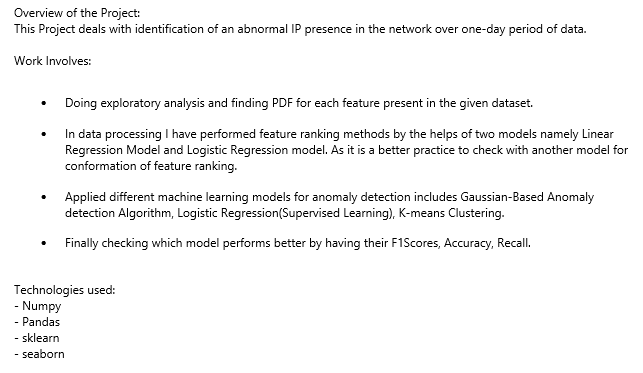 Overview of the Project:
This Project deals with identification of an abnormal IP presence in the network over one-day period of data.
Work Involves:
• Doing exploratory analysis and finding PDF for each feature present in the given dataset.
• In data processing I have performed feature ranking methods by the helps of two models namely Linear
Regression Model and Logistic Regression model. As it is a better practice to check with another model for
conformation of feature ranking.
• Applied different machine learning models for anomaly detection includes Gaussian-Based Anomaly
detection Algorithm, Logistic Regression(Supervised Learning), K-means Clustering.
• Finally checking which model performs better by having their F1Scores, Accuracy, Recall.
Technologies used:
- Numpy
- Pandas
- sklearn
- seaborn